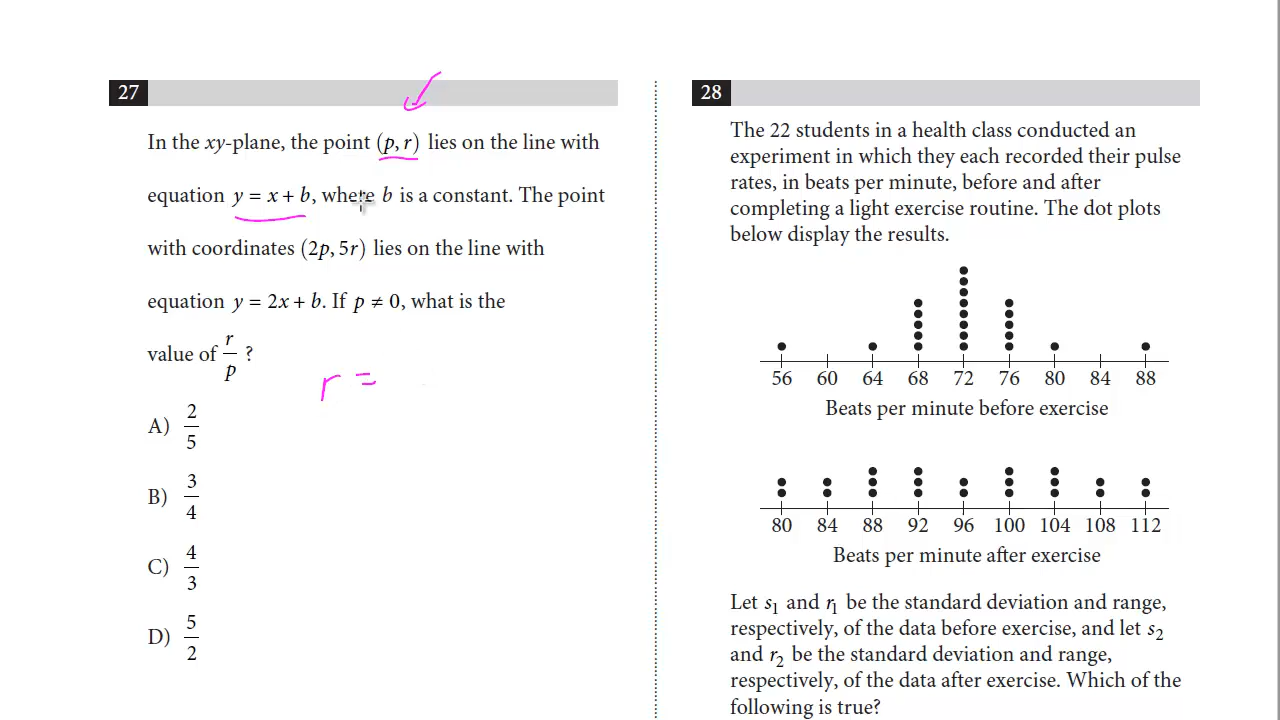 27
In the xy-plane, the point (p, r) lies on the line with
equation y = x + b, where b is a constant. The point
with coordinates (2p, 5r) lies on the line with
equation y = 2x + b. If p ≠ 0, what is the
value of r/p ?
r =
A) 2/5
B) 3/4
C) 4/3
D) 5/2
28
The 22 students in a health class conducted an
experiment in which they each recorded their pulse
rates, in beats per minute, before and after
completing a light exercise routine. The dot plots
below display the results.
56 60 64 68 72 76 80 84 88
Beats per minute before exercise
80 84 88 92 96 100 104 108 112
Beats per minute after exercise
Let s₁ and r₁ be the standard deviation and range,
respectively, of the data before exercise, and let s₂
and r₂ be the standard deviation and range,
respectively, of the data after exercise. Which of the
following is true?